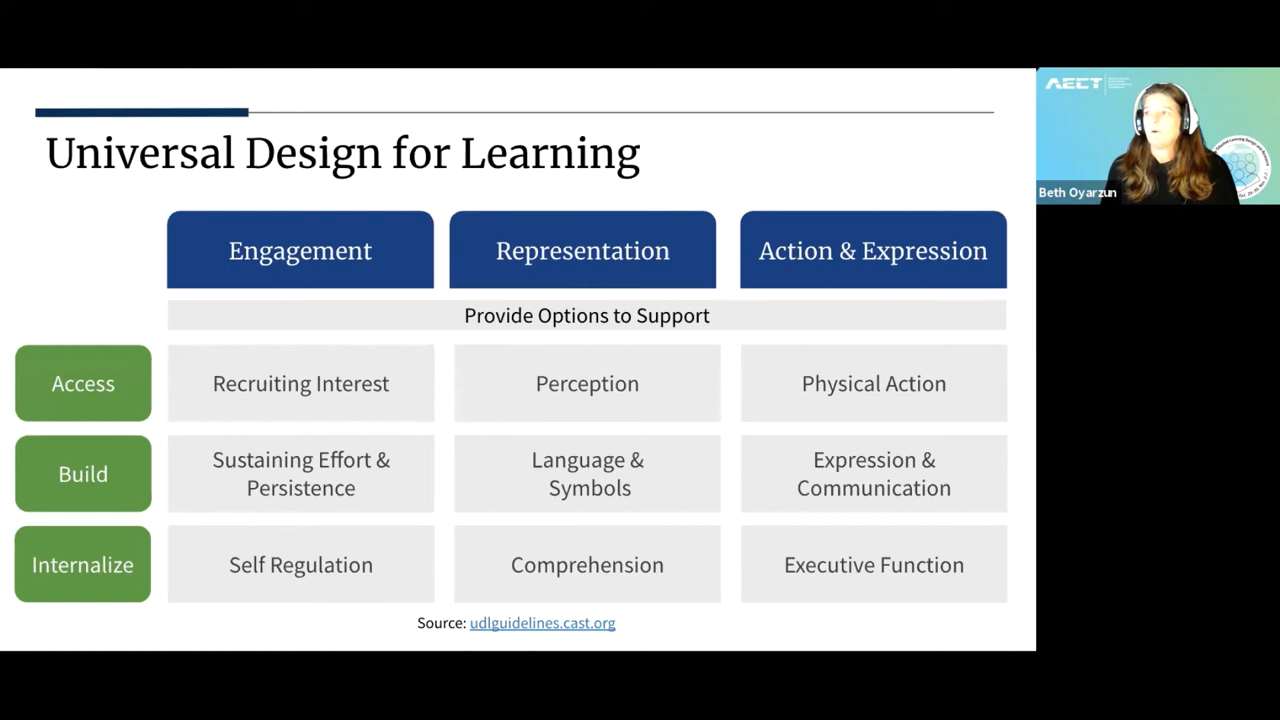 Universal Design for Learning
Engagement
Representation
Action & Expression
Provide Options to Support
Access
Recruiting Interest
Perception
Physical Action
Build
Sustaining Effort &
Persistence
Language &
Symbols
Expression &
Communication
Internalize
Self Regulation
Comprehension
Executive Function
Source: udlguidelines.cast.org
AECT
Beth Oyarzun